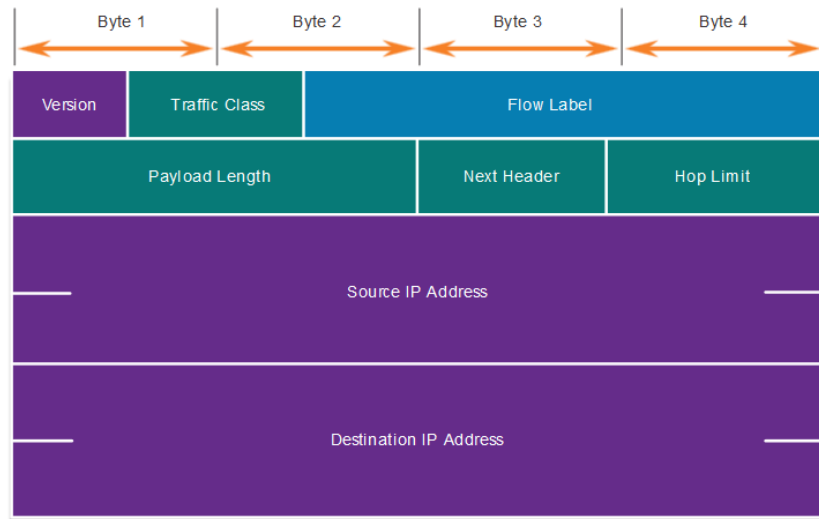 Byte 1 Byte 2 Byte 3 Byte 4
Version Traffic Class Flow Label
Payload Length Next Header Hop Limit
Source IP Address
Destination IP Address